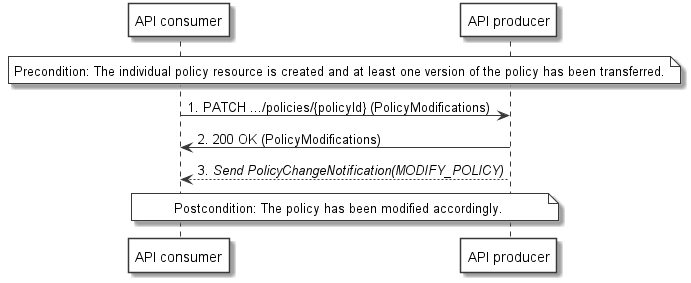 API consumer
API producer
Precondition: The individual policy resource is created and at least one version of the policy has been transferred.
1. PATCH .../policies/{policyId} (PolicyModifications)
2. 200 OK (PolicyModifications)
3. Send PolicyChangeNotification(MODIFY_POLICY)
Postcondition: The policy has been modified accordingly.
API consumer
API producer